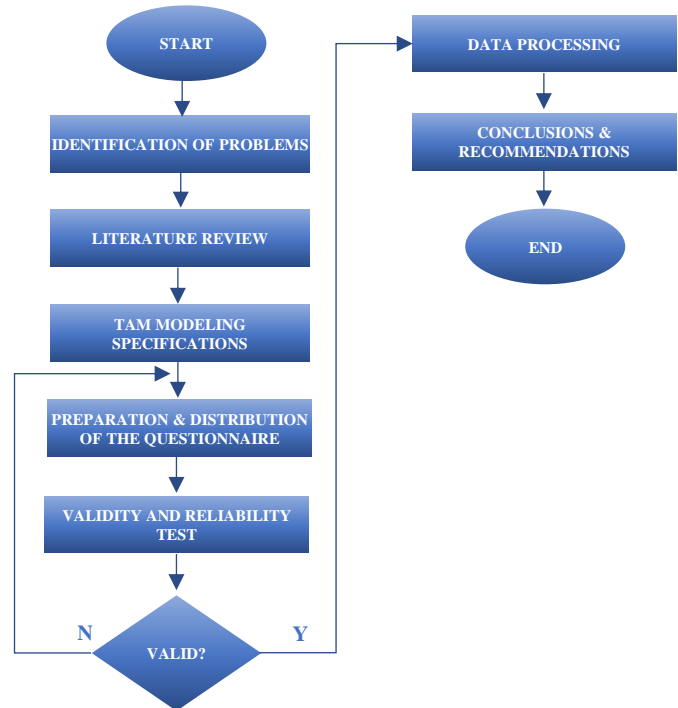 START
IDENTIFICATION OF PROBLEMS
LITERATURE REVIEW
TAM MODELING
SPECIFICATIONS
PREPARATION & DISTRIBUTION
OF THE QUESTIONNAIRE
VALIDITY AND RELIABILITY
TEST
N
Y
VALID?
DATA PROCESSING
CONCLUSIONS &
RECOMMENDATIONS
END